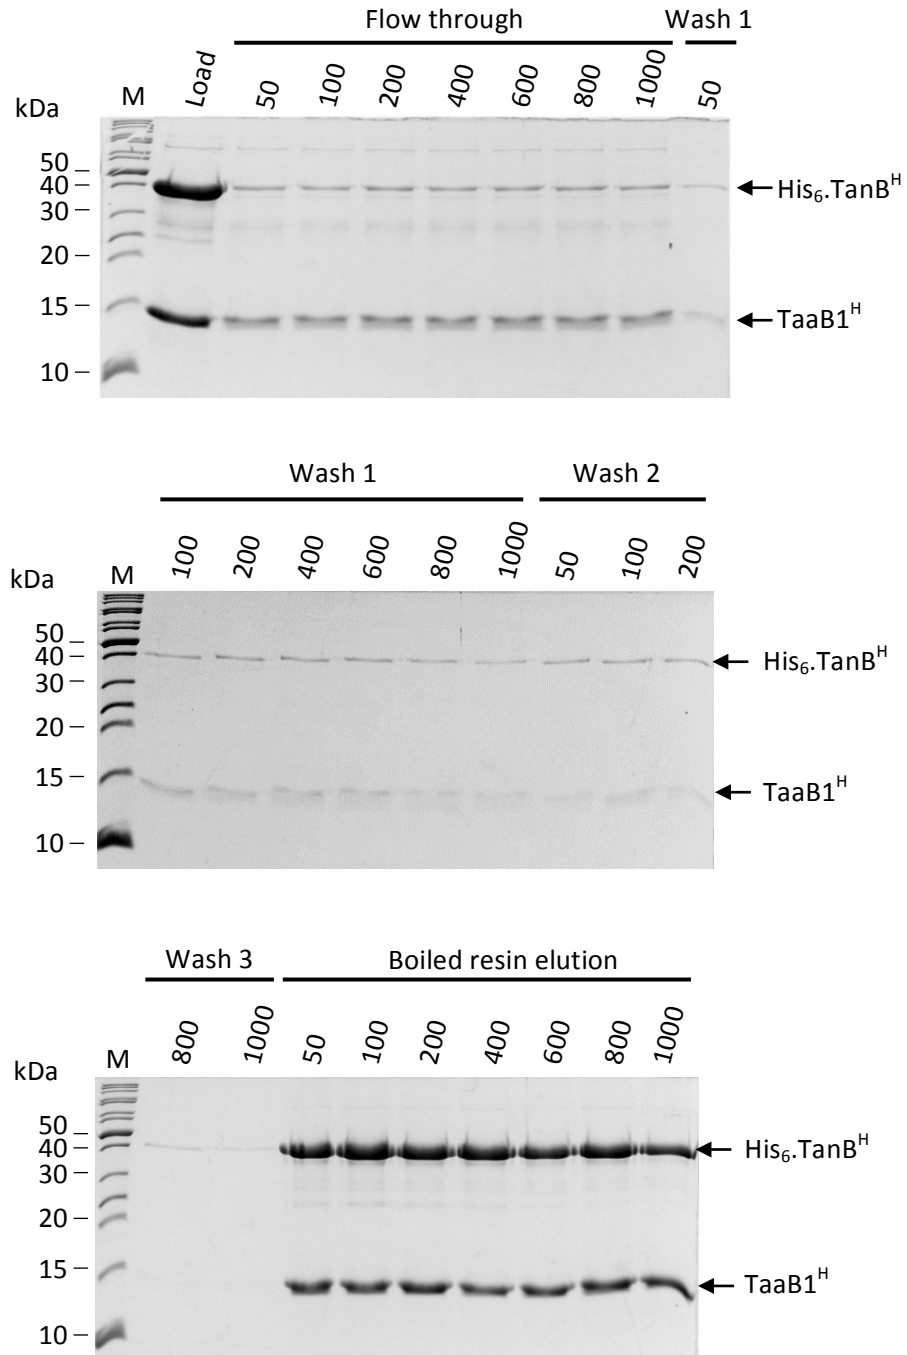 Flow through Wash 1
kDa M Load 50 100 200 400 600 800 1000 50
50
40 His₆.TanBᴴ
30
20
15 TaaB1ᴴ
10
Wash 1 Wash 2
kDa M 100 200 400 600 800 1000 50 100 200
50
40 His₆.TanBᴴ
30
20
15 TaaB1ᴴ
10
Wash 3 Boiled resin elution
kDa M 800 1000 50 100 200 400 600 800 1000
50
40 His₆.TanBᴴ
30
20
15 TaaB1ᴴ
10